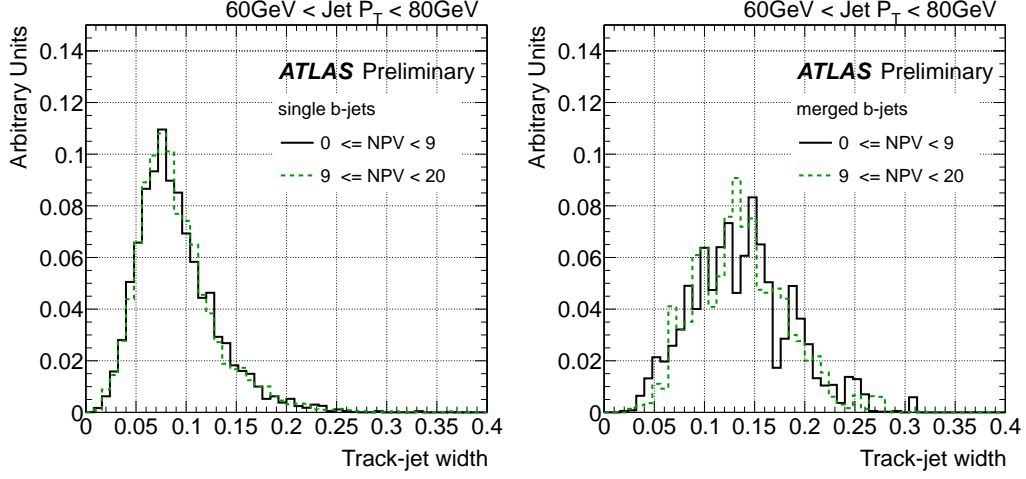 60GeV < Jet P_T < 80GeV
Arbitrary Units
0.14
0.12
0.1
0.08
0.06
0.04
0.02
0
ATLAS Preliminary
single b-jets
0 <= NPV < 9
9 <= NPV < 20
0 0.05 0.1 0.15 0.2 0.25 0.3 0.35 0.4
Track-jet width
60GeV < Jet P_T < 80GeV
Arbitrary Units
0.14
0.12
0.1
0.08
0.06
0.04
0.02
0
ATLAS Preliminary
merged b-jets
0 <= NPV < 9
9 <= NPV < 20
0 0.05 0.1 0.15 0.2 0.25 0.3 0.35 0.4
Track-jet width